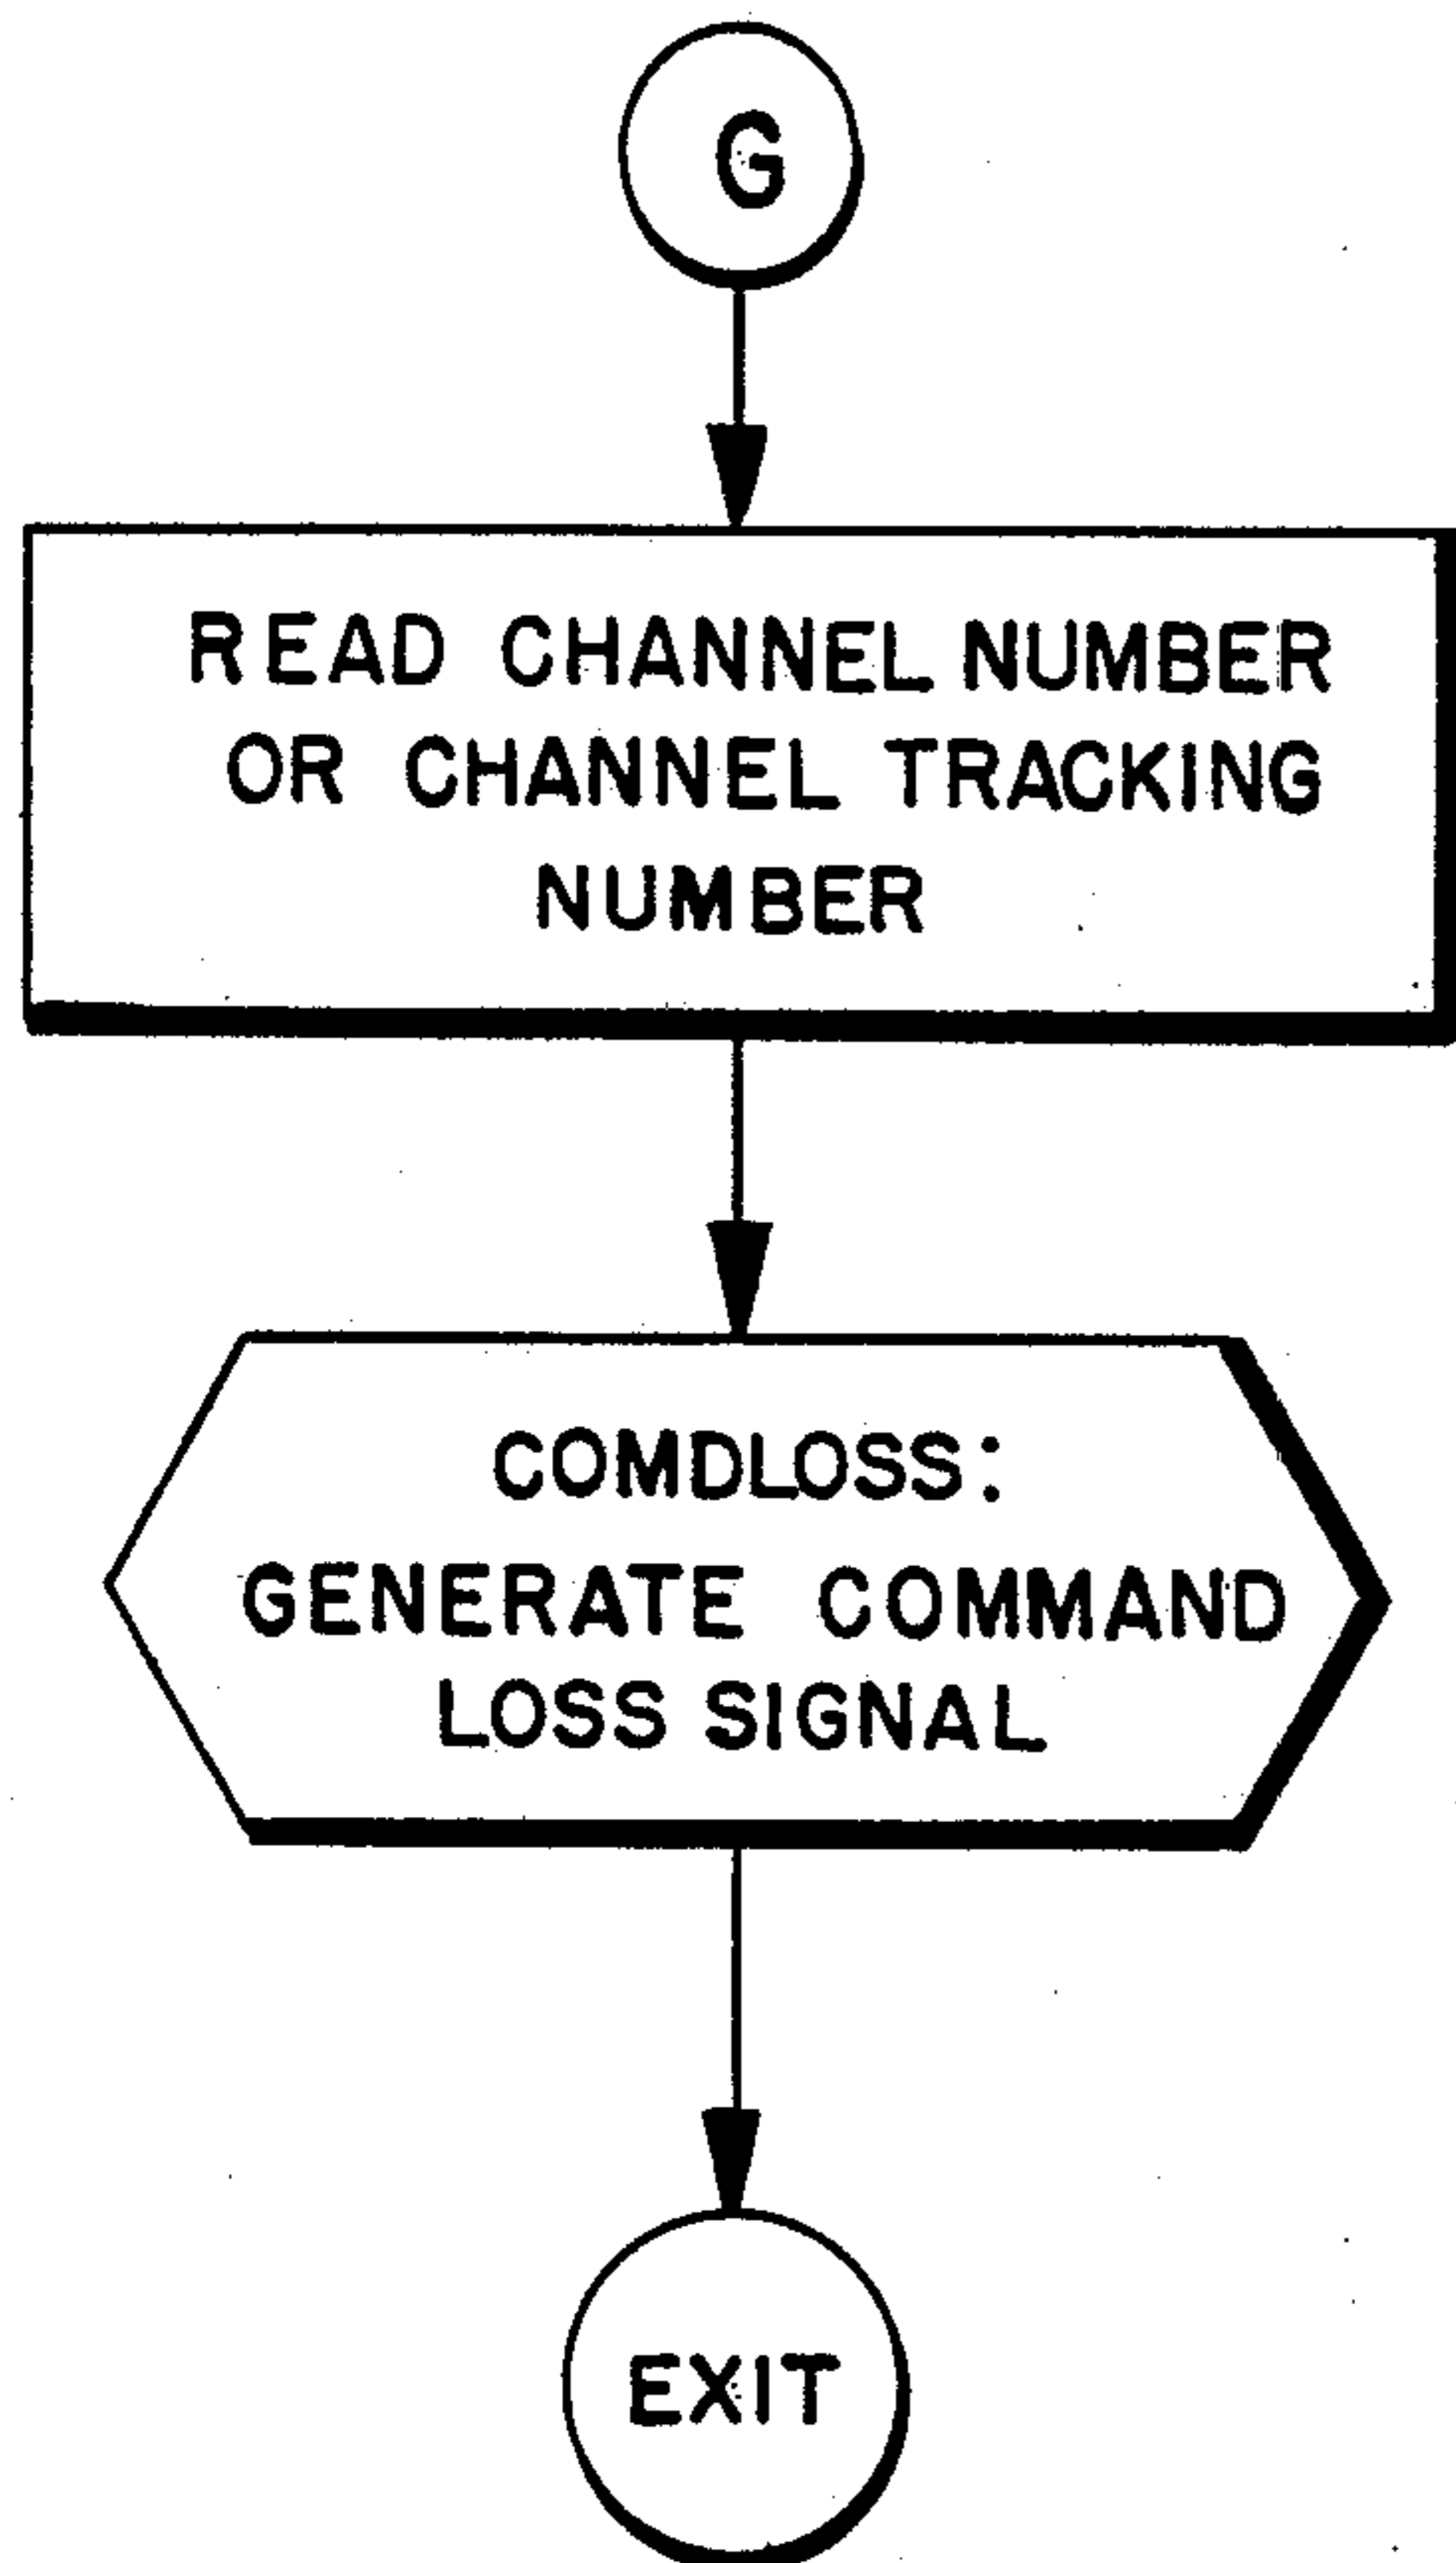 G
READ CHANNEL NUMBER
OR CHANNEL TRACKING
NUMBER
COMDLOSS:
GENERATE COMMAND
LOSS SIGNAL
EXIT